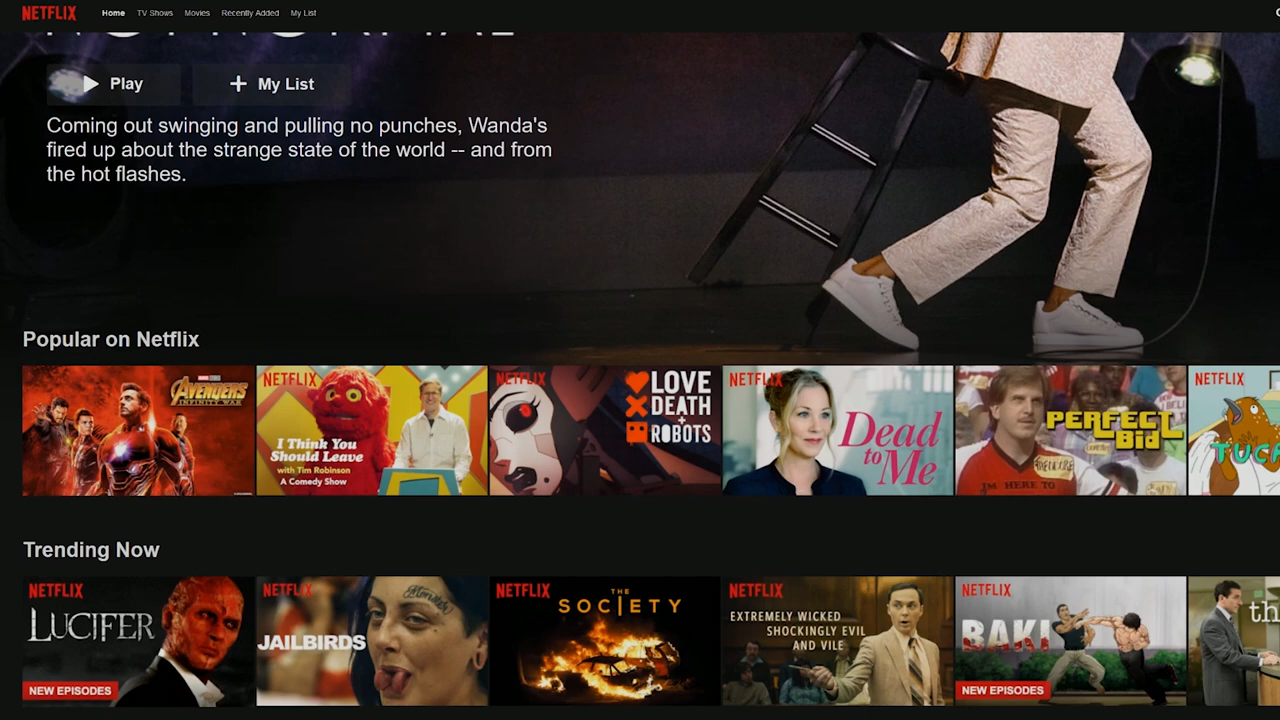 NETFLIX
Home TV Shows Movies Recently Added My List
Play
My List
Coming out swinging and pulling no punches, Wanda's
fired up about the strange state of the world -- and from
the hot flashes.
Popular on Netflix
AVENGERS
INFINITY WAR
NETFLIX
I Think You
Should Leave
with Tim Robinson
A Comedy Show
NETFLIX
LOVE
DEATH
+
ROBOTS
NETFLIX
Dead
to
Me
PERFECT
Bid
I'M HERE TO
NETFLIX
Trending Now
NETFLIX
LUCIFER
NEW EPISODES
NETFLIX
JAILBIRDS
NETFLIX
THE
SOCIETY
NETFLIX
EXTREMELY WICKED
SHOCKINGLY EVIL
AND VILE
NETFLIX
BAKI
NEW EPISODES